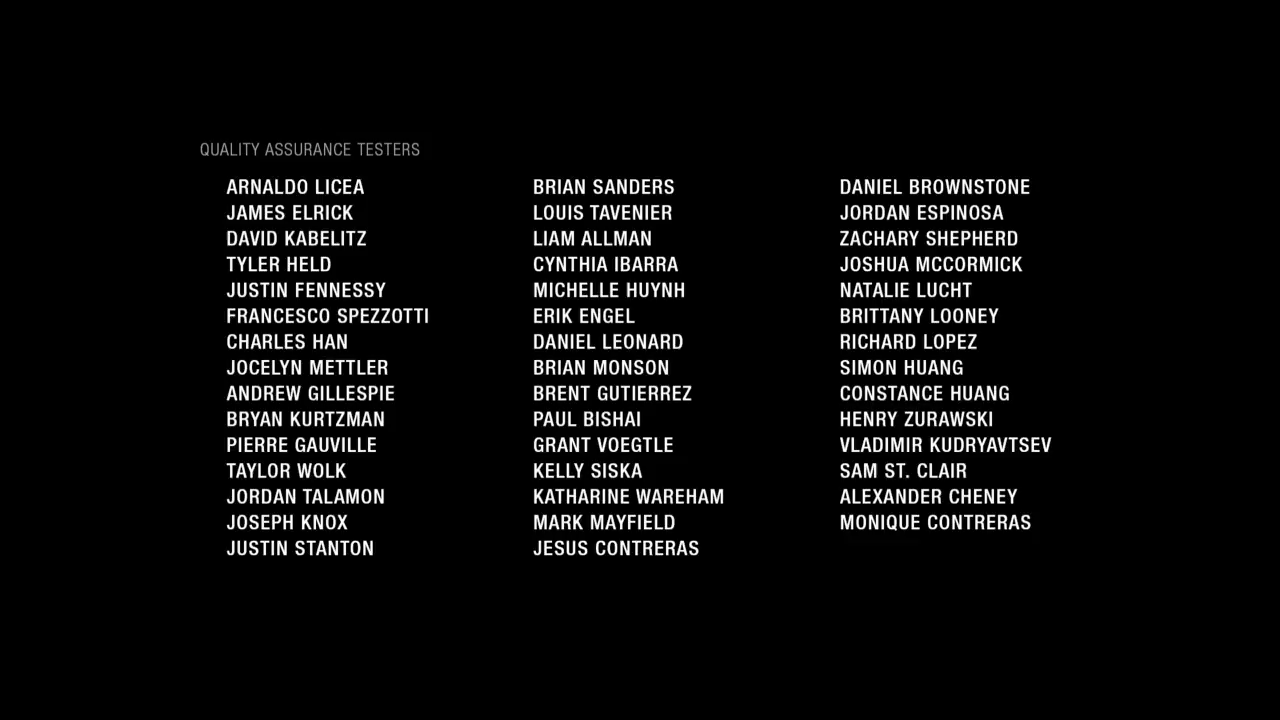 QUALITY ASSURANCE TESTERS
ARNALDO LICEA
JAMES ELRICK
DAVID KABELITZ
TYLER HELD
JUSTIN FENNESSY
FRANCESCO SPEZZOTTI
CHARLES HAN
JOCELYN METTLER
ANDREW GILLESPIE
BRYAN KURTZMAN
PIERRE GAUVILLE
TAYLOR WOLK
JORDAN TALAMON
JOSEPH KNOX
JUSTIN STANTON
BRIAN SANDERS
LOUIS TAVENIER
LIAM ALLMAN
CYNTHIA IBARRA
MICHELLE HUYNH
ERIK ENGEL
DANIEL LEONARD
BRIAN MONSON
BRENT GUTIERREZ
PAUL BISHAI
GRANT VOEGTLE
KELLY SISKA
KATHARINE WAREHAM
MARK MAYFIELD
JESUS CONTRERAS
DANIEL BROWNSTONE
JORDAN ESPINOSA
ZACHARY SHEPHERD
JOSHUA MCCORMICK
NATALIE LUCHT
BRITTANY LOONEY
RICHARD LOPEZ
SIMON HUANG
CONSTANCE HUANG
HENRY ZURAWSKI
VLADIMIR KUDRYAVTSEV
SAM ST. CLAIR
ALEXANDER CHENEY
MONIQUE CONTRERAS